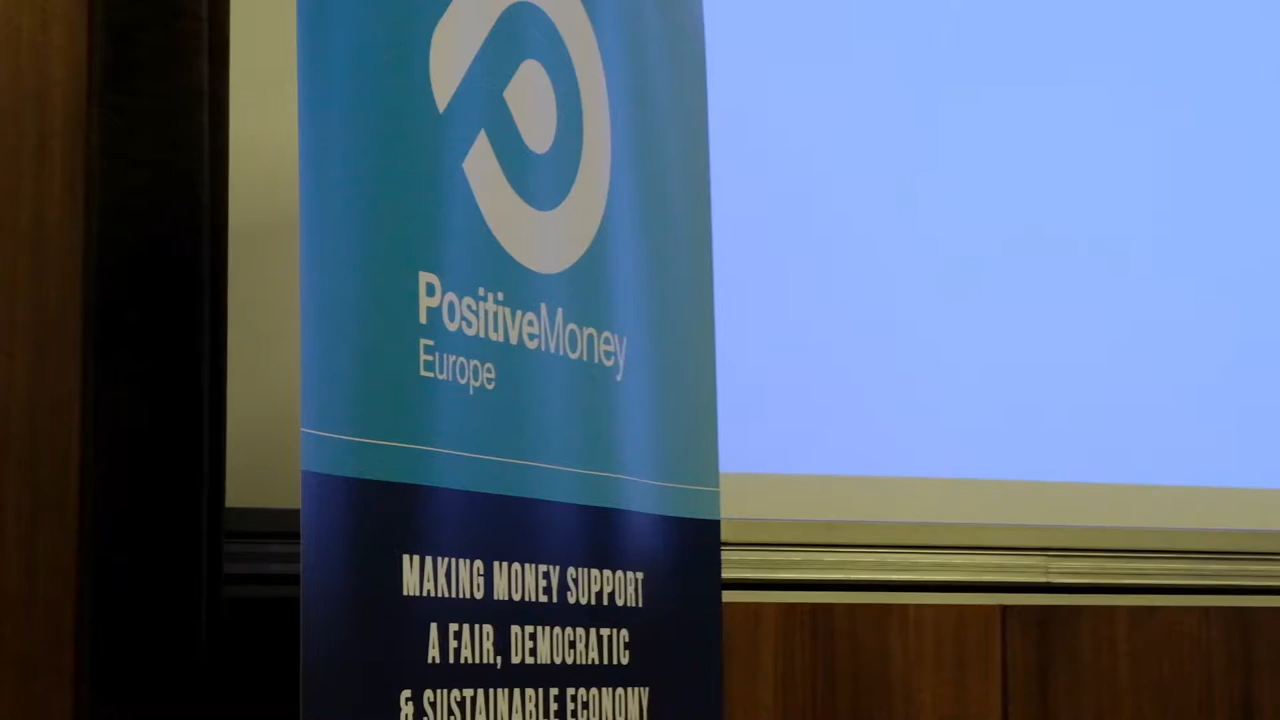 PositiveMoney
Europe
MAKING MONEY SUPPORT
A FAIR, DEMOCRATIC
& SUSTAINABLE ECONOMY